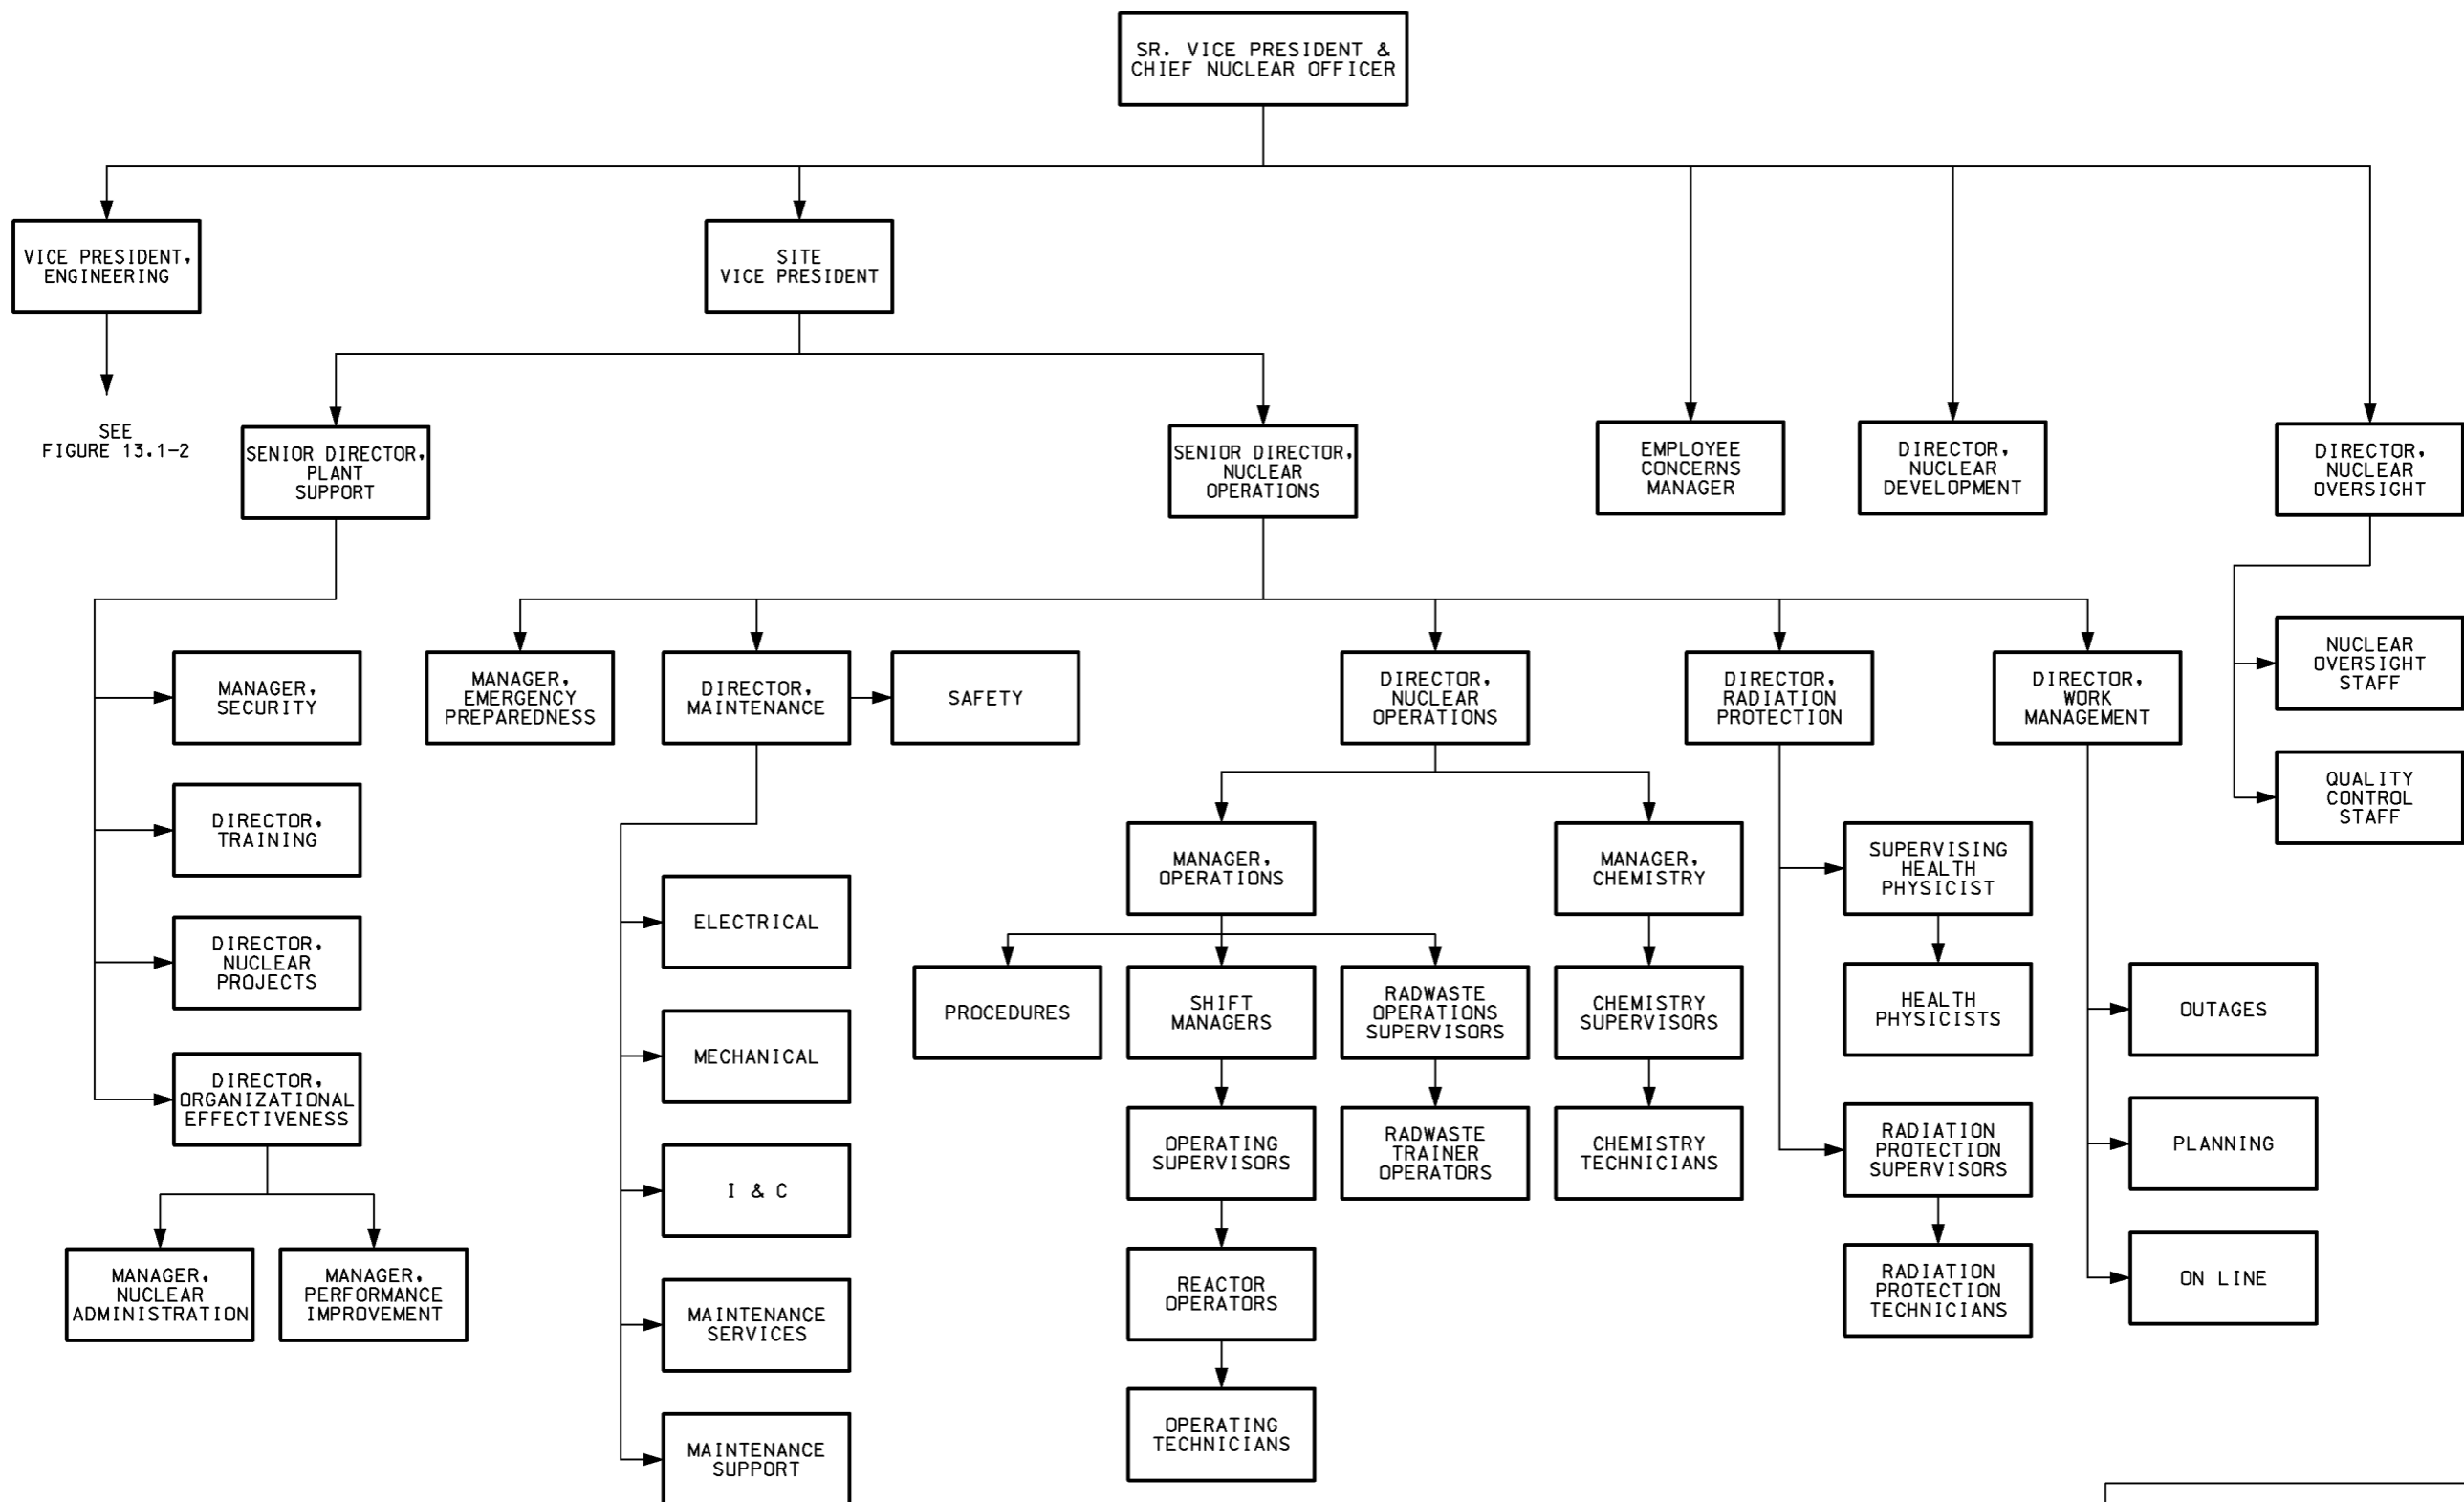 SR. VICE PRESIDENT &
CHIEF NUCLEAR OFFICER
VICE PRESIDENT,
ENGINEERING
SITE
VICE PRESIDENT
SEE
FIGURE 13.1-2
SENIOR DIRECTOR,
PLANT
SUPPORT
SENIOR DIRECTOR,
NUCLEAR
OPERATIONS
EMPLOYEE
CONCERNS
MANAGER
DIRECTOR,
NUCLEAR
DEVELOPMENT
DIRECTOR,
NUCLEAR
OVERSIGHT
MANAGER,
SECURITY
DIRECTOR,
TRAINING
DIRECTOR,
NUCLEAR
PROJECTS
DIRECTOR,
ORGANIZATIONAL
EFFECTIVENESS
MANAGER,
NUCLEAR
ADMINISTRATION
MANAGER,
PERFORMANCE
IMPROVEMENT
MANAGER,
EMERGENCY
PREPAREDNESS
DIRECTOR,
MAINTENANCE
SAFETY
ELECTRICAL
MECHANICAL
I & C
MAINTENANCE
SERVICES
MAINTENANCE
SUPPORT
DIRECTOR,
NUCLEAR
OPERATIONS
MANAGER,
OPERATIONS
PROCEDURES
SHIFT
MANAGERS
OPERATING
SUPERVISORS
REACTOR
OPERATORS
OPERATING
TECHNICIANS
RADWASTE
OPERATIONS
SUPERVISORS
RADWASTE
TRAINER
OPERATORS
MANAGER,
CHEMISTRY
CHEMISTRY
SUPERVISORS
CHEMISTRY
TECHNICIANS
DIRECTOR,
RADIATION
PROTECTION
SUPERVISING
HEALTH
PHYSICIST
HEALTH
PHYSICISTS
RADIATION
PROTECTION
SUPERVISORS
RADIATION
PROTECTION
TECHNICIANS
DIRECTOR,
WORK
MANAGEMENT
OUTAGES
PLANNING
ON LINE
NUCLEAR
OVERSIGHT
STAFF
QUALITY
CONTROL
STAFF